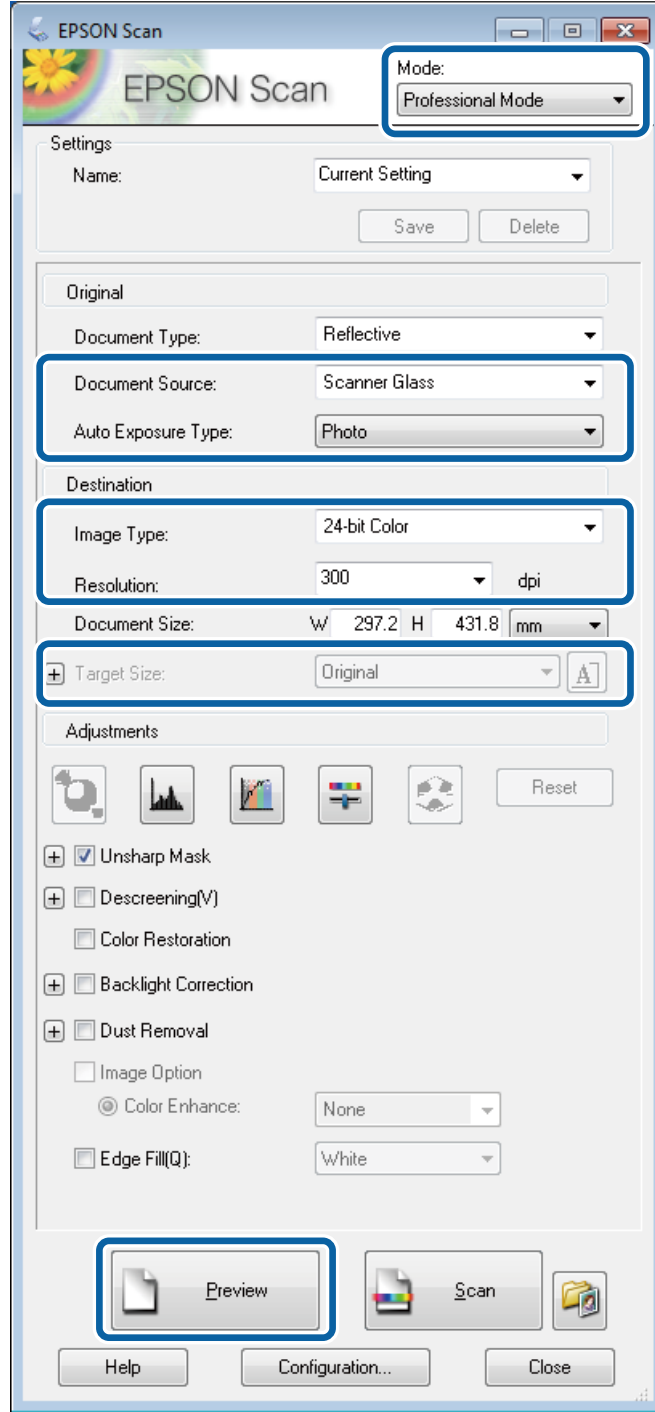 EPSON Scan
EPSON Scan
Mode:
Professional Mode
Settings
Name: Current Setting
Save Delete
Original
Document Type: Reflective
Document Source: Scanner Glass
Auto Exposure Type: Photo
Destination
Image Type: 24-bit Color
Resolution: 300 dpi
Document Size: W 297.2 H 431.8 mm
+ Target Size: Original A
Adjustments
Reset
+ Unsharp Mask
+ Descreening(V)
Color Restoration
+ Backlight Correction
+ Dust Removal
Image Option
Color Enhance: None
Edge Fill(Q): White
Preview Scan
Help Configuration... Close